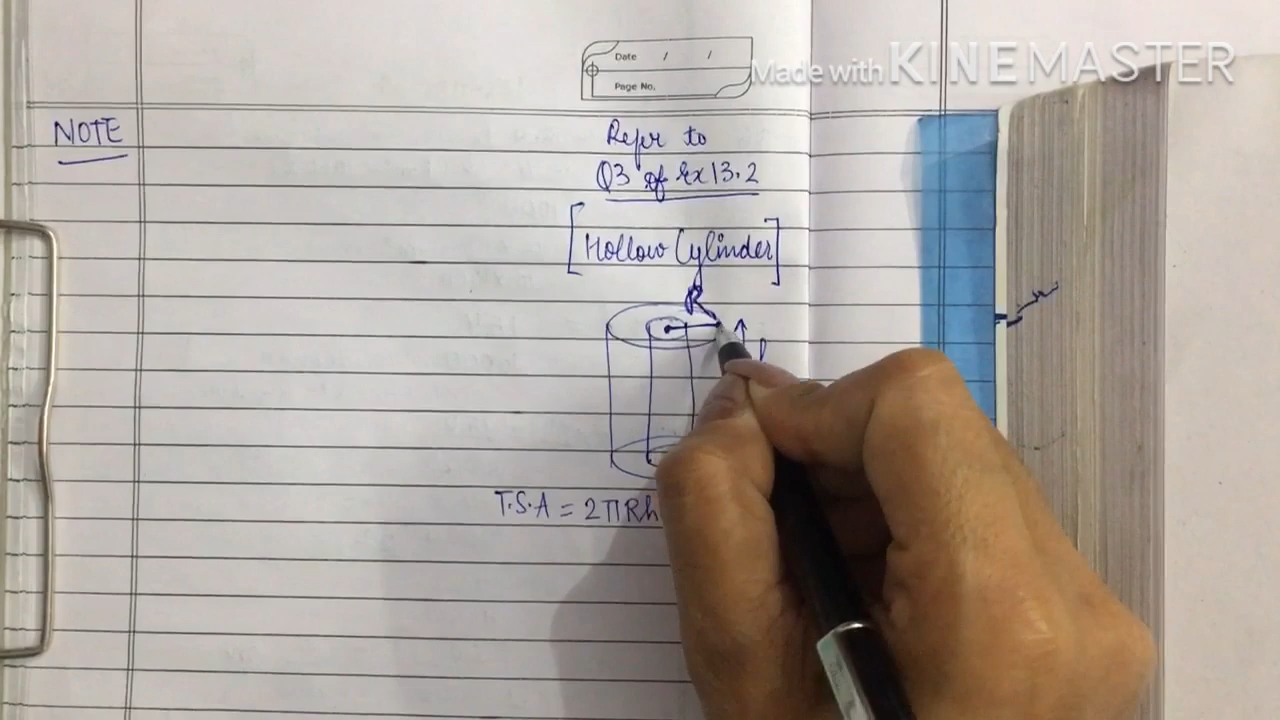 Date / /
Page No.
Made with KINEMASTER
NOTE
Refer to
Q3 of Ex 13.2
[Hollow Cylinder]
R
h
T.S.A = 2πRh